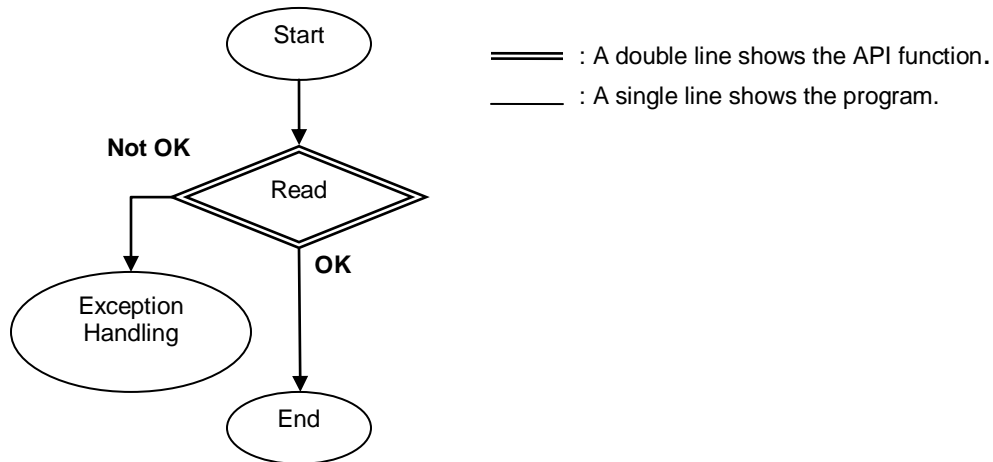 Start
: A double line shows the API function.
: A single line shows the program.
Not OK
Read
OK
Exception
Handling
End